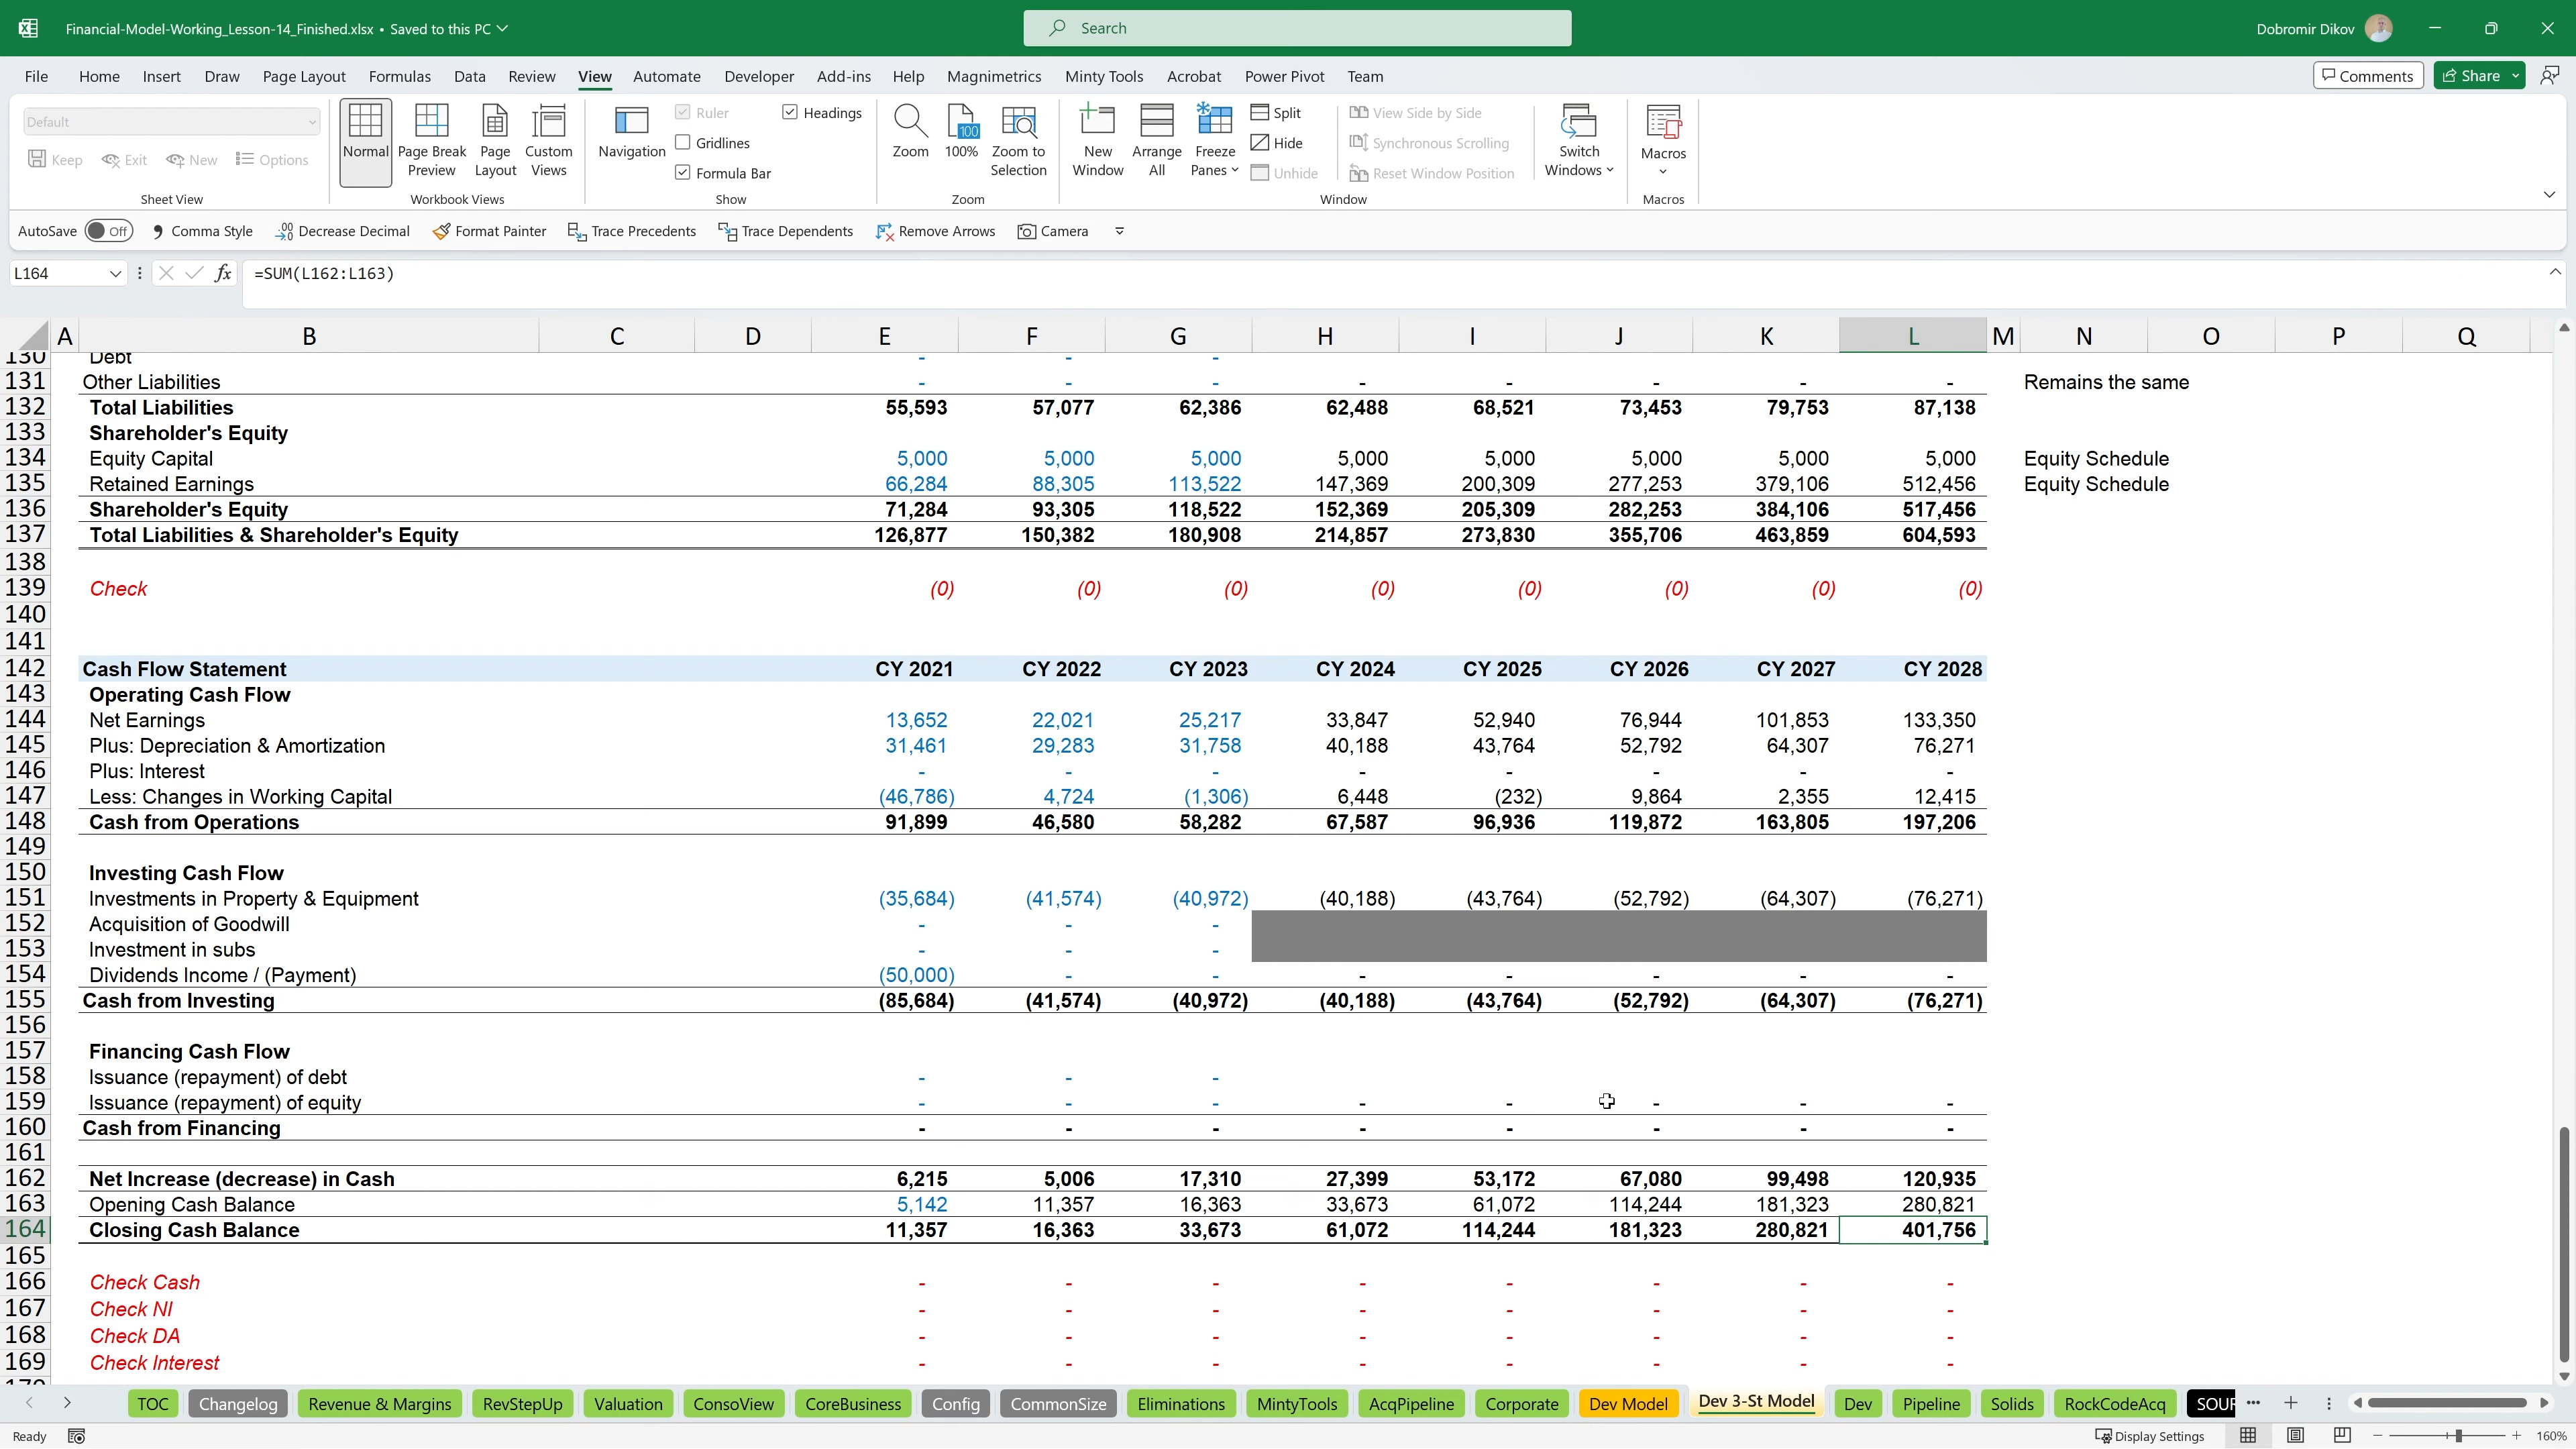 Financial-Model-Working_Lesson-14_Finished.xlsx • Saved to this PC
Search
Dobromir Dikov
File Home Insert Draw Page Layout Formulas Data Review View Automate Developer Add-ins Help Magnimetrics Minty Tools Acrobat Power Pivot Team
Comments Share
Default
Keep Exit New Options
Sheet View
Normal Page Break Preview Page Layout Custom Views
Workbook Views
Navigation Ruler Gridlines Formula Bar Headings
Show
Zoom 100% Zoom to Selection
Zoom
New Window Arrange All Freeze Panes Split Hide Unhide
View Side by Side Synchronous Scrolling Reset Window Position
Switch Windows
Window
Macros
Macros
AutoSave Off Comma Style Decrease Decimal Format Painter Trace Precedents Trace Dependents Remove Arrows Camera
L164 fx =SUM(L162:L163)
A B C D E F G H I J K L M N O P Q
130 Debt - - -
131 Other Liabilities - - - - - - - - Remains the same
132 Total Liabilities 55,593 57,077 62,386 62,488 68,521 73,453 79,753 87,138
133 Shareholder's Equity
134 Equity Capital 5,000 5,000 5,000 5,000 5,000 5,000 5,000 5,000 Equity Schedule
135 Retained Earnings 66,284 88,305 113,522 147,369 200,309 277,253 379,106 512,456 Equity Schedule
136 Shareholder's Equity 71,284 93,305 118,522 152,369 205,309 282,253 384,106 517,456
137 Total Liabilities & Shareholder's Equity 126,877 150,382 180,908 214,857 273,830 355,706 463,859 604,593
138
139 Check (0) (0) (0) (0) (0) (0) (0) (0)
140
141
142 Cash Flow Statement CY 2021 CY 2022 CY 2023 CY 2024 CY 2025 CY 2026 CY 2027 CY 2028
143 Operating Cash Flow
144 Net Earnings 13,652 22,021 25,217 33,847 52,940 76,944 101,853 133,350
145 Plus: Depreciation & Amortization 31,461 29,283 31,758 40,188 43,764 52,792 64,307 76,271
146 Plus: Interest - - - - - - - -
147 Less: Changes in Working Capital (46,786) 4,724 (1,306) 6,448 (232) 9,864 2,355 12,415
148 Cash from Operations 91,899 46,580 58,282 67,587 96,936 119,872 163,805 197,206
149
150 Investing Cash Flow
151 Investments in Property & Equipment (35,684) (41,574) (40,972) (40,188) (43,764) (52,792) (64,307) (76,271)
152 Acquisition of Goodwill - - -
153 Investment in subs - - -
154 Dividends Income / (Payment) (50,000) - - - - - - -
155 Cash from Investing (85,684) (41,574) (40,972) (40,188) (43,764) (52,792) (64,307) (76,271)
156
157 Financing Cash Flow
158 Issuance (repayment) of debt - - -
159 Issuance (repayment) of equity - - - - - - - -
160 Cash from Financing - - - - - - - -
161
162 Net Increase (decrease) in Cash 6,215 5,006 17,310 27,399 53,172 67,080 99,498 120,935
163 Opening Cash Balance 5,142 11,357 16,363 33,673 61,072 114,244 181,323 280,821
164 Closing Cash Balance 11,357 16,363 33,673 61,072 114,244 181,323 280,821 401,756
165
166 Check Cash - - - - - - - -
167 Check NI - - - - - - - -
168 Check DA - - - - - - - -
169 Check Interest - - - - - - - -
TOC Changelog Revenue & Margins RevStepUp Valuation ConsoView CoreBusiness Config CommonSize Eliminations MintyTools AcqPipeline Corporate Dev Model Dev 3-St Model Dev Pipeline Solids RockCodeAcq
Ready Display Settings 160%